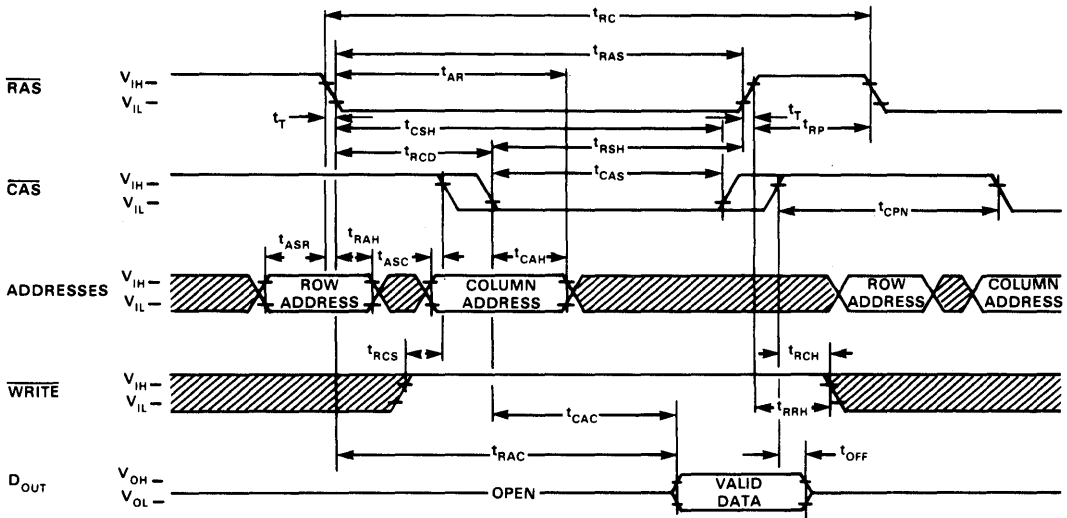 tRC
tRAS
tAR
RAS
VIH
VIL
tT
tT
tCSH
tRP
tRCD
tRSH
CAS
VIH
VIL
tCAS
tCPN
tASR
tRAH
tASC
tCAH
ADDRESSES
VIH
VIL
ROW
ADDRESS
COLUMN
ADDRESS
ROW
ADDRESS
COLUMN
ADDRESS
tRCS
tRCH
WRITE
VIH
VIL
tCAC
tRRH
tRAC
tOFF
DOUT
VOH
VOL
OPEN
VALID
DATA